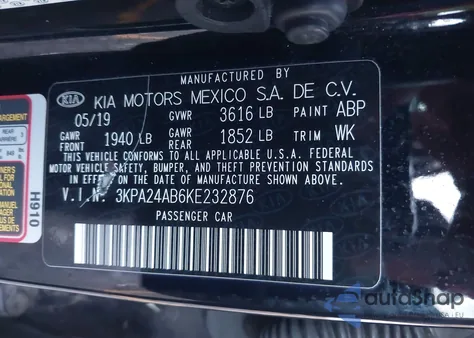 MANUFACTURED BY
KIA KIA MOTORS MEXICO S.A. DE C.V.
05/19 GVWR 3616 LB PAINT ABP
GAWR FRONT 1940 LB GAWR REAR 1852 LB TRIM WK
THIS VEHICLE CONFORMS TO ALL APPLICABLE U.S.A. FEDERAL
MOTOR VEHICLE SAFETY, BUMPER, AND THEFT PREVENTION STANDARDS
IN EFFECT ON THE DATE OF MANUFACTURE SHOWN ABOVE.
V.I.N. 3KPA24AB6KE232876
PASSENGER CAR
H910
autoShap